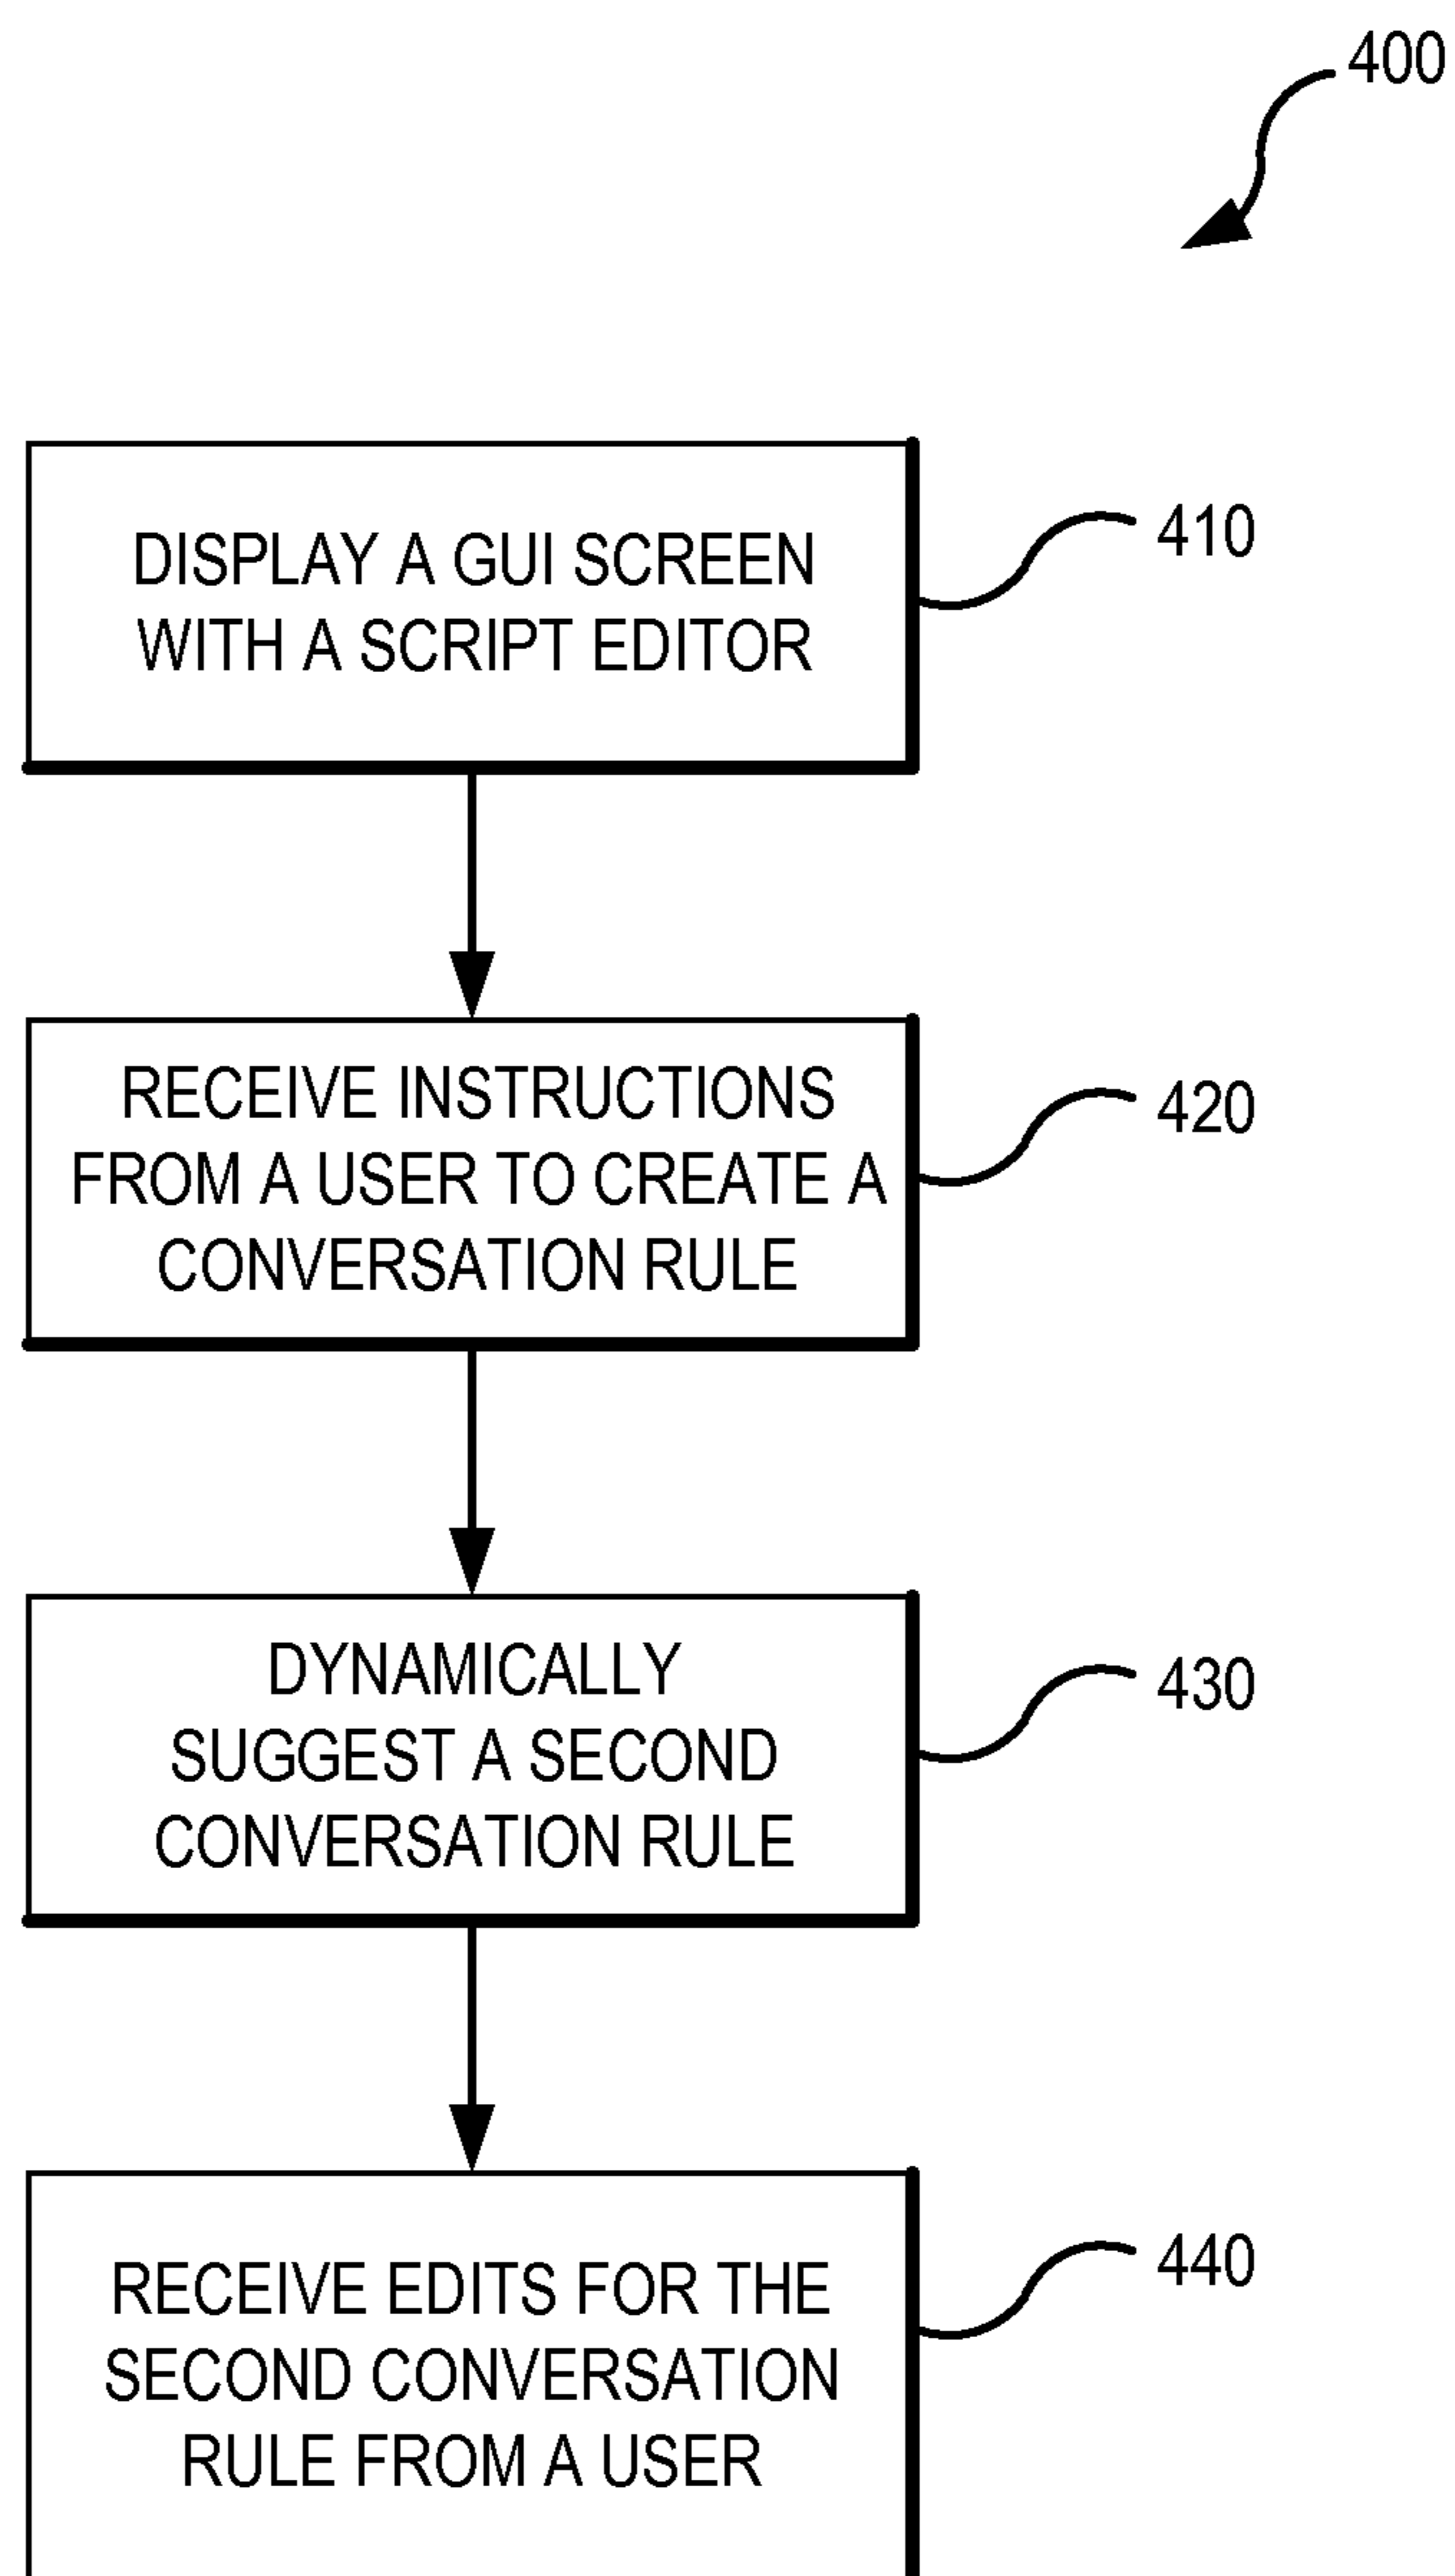 400
DISPLAY A GUI SCREEN
WITH A SCRIPT EDITOR
410
RECEIVE INSTRUCTIONS
FROM A USER TO CREATE A
CONVERSATION RULE
420
DYNAMICALLY
SUGGEST A SECOND
CONVERSATION RULE
430
RECEIVE EDITS FOR THE
SECOND CONVERSATION
RULE FROM A USER
440